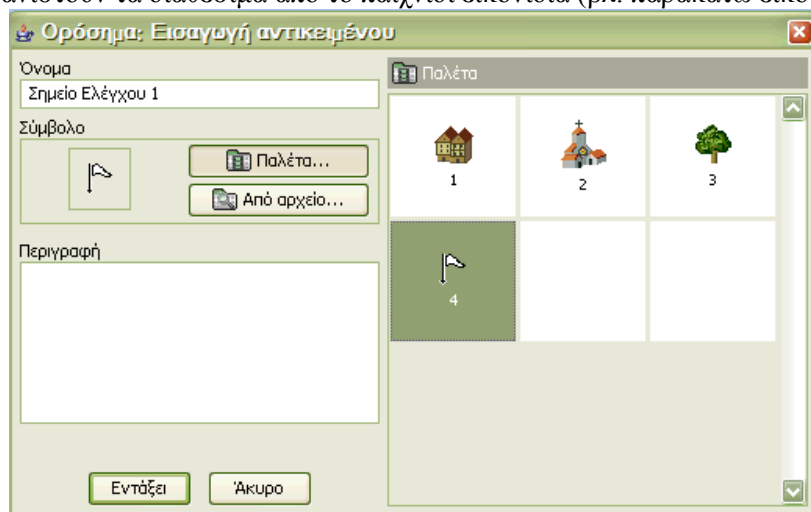 Ορόσημα: Εισαγωγή αντικειμένου
Όνομα
Σημείο Ελέγχου 1
Σύμβολο
Παλέτα...
Από αρχείο...
Περιγραφή
Εντάξει
Άκυρο
Παλέτα
1
2
3
4